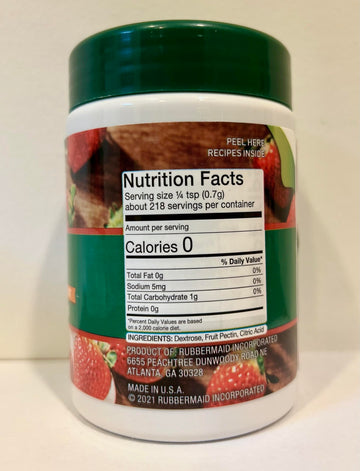 PEEL HERE
RECIPES INSIDE
Nutrition Facts
Serving size ¼ tsp (0.7g)
about 218 servings per container
Amount per serving
Calories 0
% Daily Value*
Total Fat 0g 0%
Sodium 5mg 0%
Total Carbohydrate 1g 0%
Protein 0g
*Percent Daily Values are based
on a 2,000 calorie diet.
INGREDIENTS: Dextrose, Fruit Pectin, Citric Acid
PRODUCT OF: RUBBERMAID INCORPORATED
6655 PEACHTREE DUNWOODY ROAD NE
ATLANTA, GA 30328
MADE IN U.S.A.
© 2021 RUBBERMAID INCORPORATED